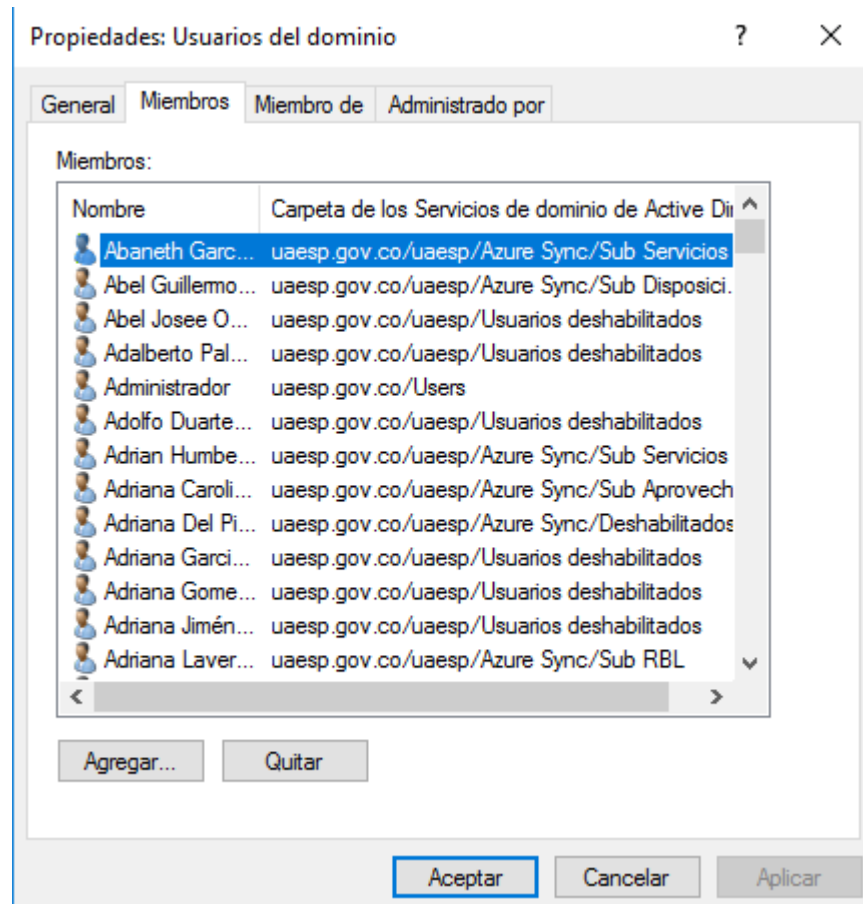 Propiedades: Usuarios del dominio ? ×
General Miembros Miembro de Administrado por
Miembros:
Nombre Carpeta de los Servicios de dominio de Active Dir
Abaneth Garc... uaesp.gov.co/uaesp/Azure Sync/Sub Servicios
Abel Guillermo... uaesp.gov.co/uaesp/Azure Sync/Sub Disposici.
Abel Josee O... uaesp.gov.co/uaesp/Usuarios deshabilitados
Adalberto Pal... uaesp.gov.co/uaesp/Usuarios deshabilitados
Administrador uaesp.gov.co/Users
Adolfo Duarte... uaesp.gov.co/uaesp/Usuarios deshabilitados
Adrian Humbe... uaesp.gov.co/uaesp/Azure Sync/Sub Servicios
Adriana Caroli... uaesp.gov.co/uaesp/Azure Sync/Sub Aprovech
Adriana Del Pi... uaesp.gov.co/uaesp/Azure Sync/Deshabilitados
Adriana Garci... uaesp.gov.co/uaesp/Usuarios deshabilitados
Adriana Gome... uaesp.gov.co/uaesp/Usuarios deshabilitados
Adriana Jimén... uaesp.gov.co/uaesp/Usuarios deshabilitados
Adriana Laver... uaesp.gov.co/uaesp/Azure Sync/Sub RBL
Agregar... Quitar
Aceptar Cancelar Aplicar